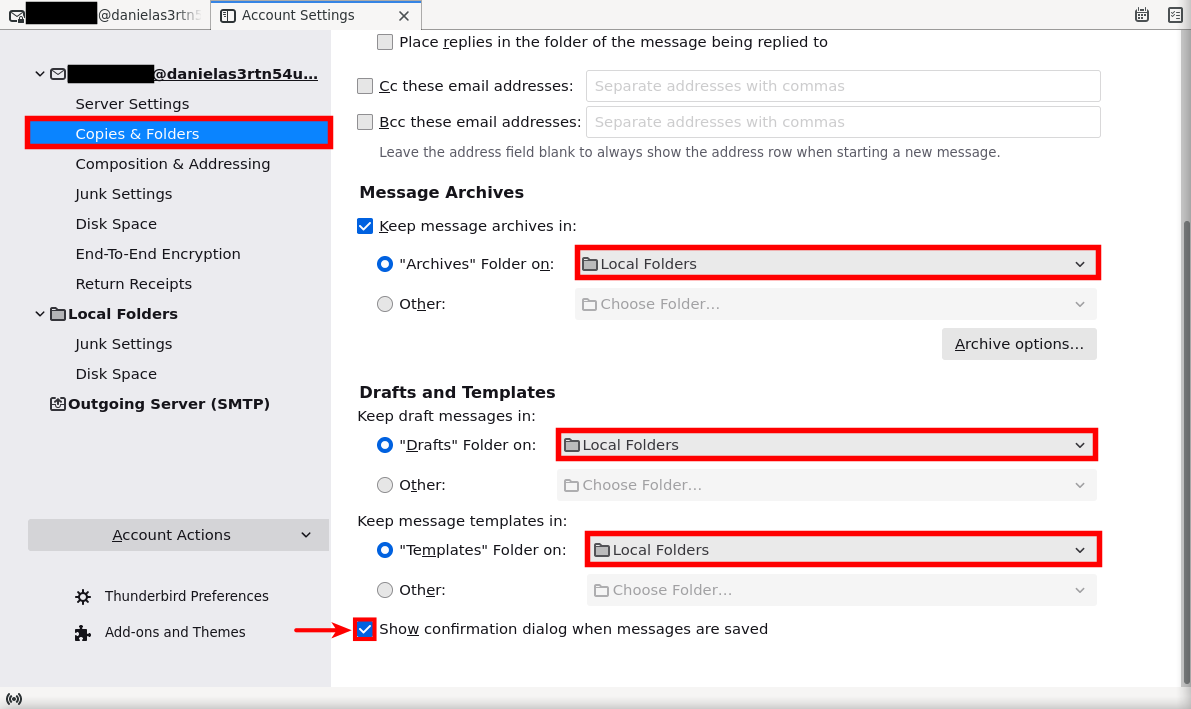 @danielas3rtn5
Account Settings
Place replies in the folder of the message being replied to
@danielas3rtn54u...
Server Settings
Copies & Folders
Composition & Addressing
Junk Settings
Disk Space
End-To-End Encryption
Return Receipts
Local Folders
Junk Settings
Disk Space
Outgoing Server (SMTP)
Account Actions
Thunderbird Preferences
Add-ons and Themes
Cc these email addresses: Separate addresses with commas
Bcc these email addresses: Separate addresses with commas
Leave the address field blank to always show the address row when starting a new message.
Message Archives
Keep message archives in:
"Archives" Folder on: Local Folders
Other: Choose Folder...
Archive options...
Drafts and Templates
Keep draft messages in:
"Drafts" Folder on: Local Folders
Other: Choose Folder...
Keep message templates in:
"Templates" Folder on: Local Folders
Other: Choose Folder...
Show confirmation dialog when messages are saved